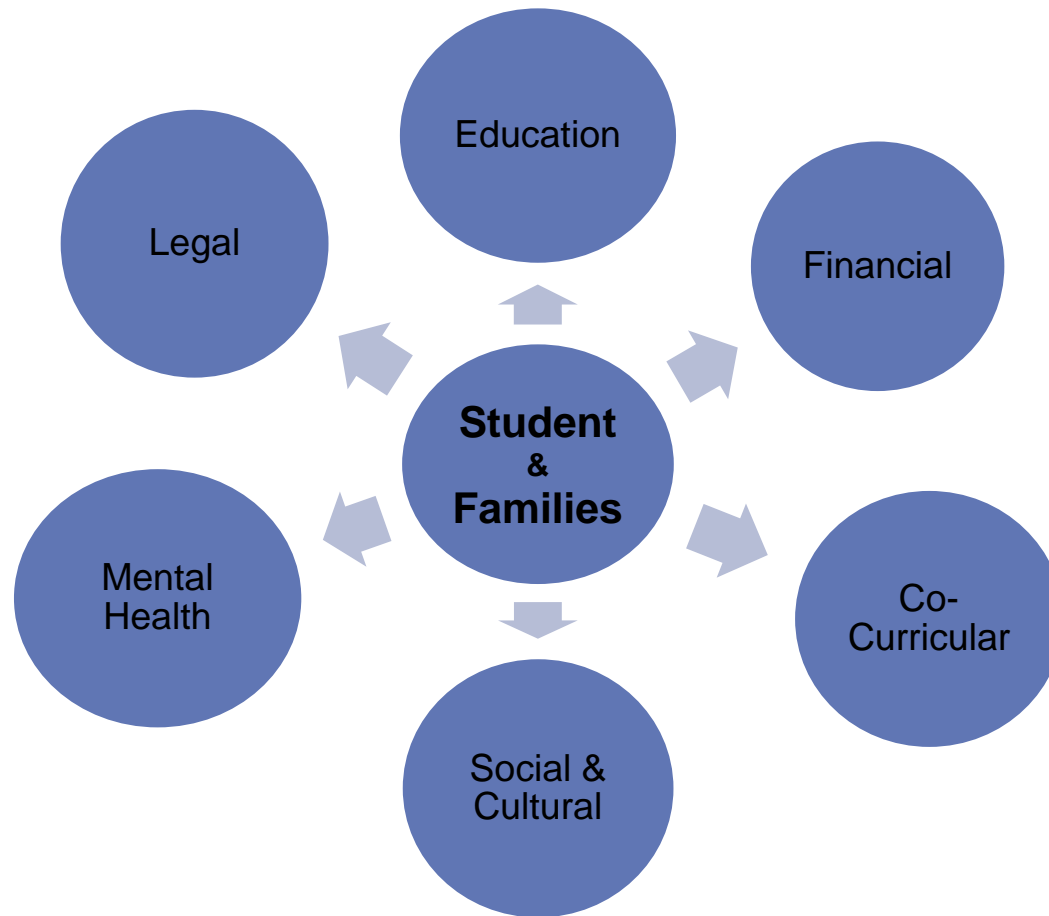 Education
Legal
Financial
Student
&
Families
Mental
Health
Co-
Curricular
Social &
Cultural